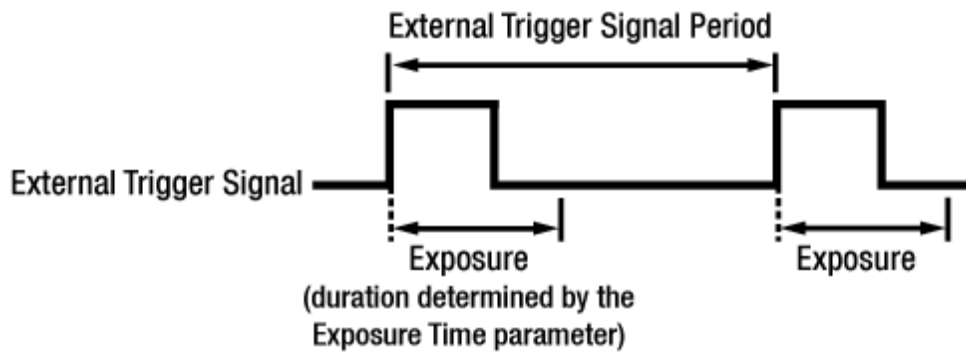 External Trigger Signal Period
External Trigger Signal
Exposure
(duration determined by the
Exposure Time parameter)
Exposure